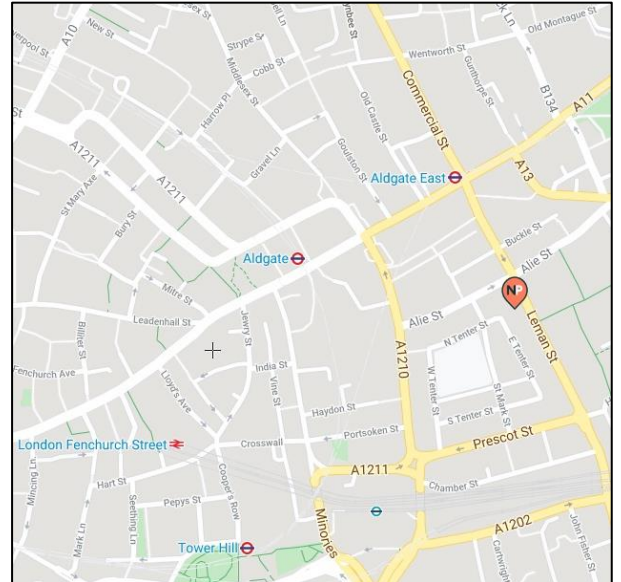 A10
New St
Strype St
Cobb St
Middlesex St
Wentworth St
Old Montague St
Commercial St
Gunthorpe St
B134
A11
Harrow Pl
Old Castle St
Goulston St
Gravel Ln
A1211
A1211
St Mary Axe
Bury St
Aldgate East
A13
Buckle St
Alie St
Aldgate
Mitre St
NP
Leadenhall St
Jewry St
Alie St
Leman St
Billiter St
N Tenter St
E Tenter St
A1210
Fenchurch Ave
Lloyd's Ave
India St
Vine St
W Tenter St
St Mark St
Haydon St
S Tenter St
Portsoken St
London Fenchurch Street
Crosswall
Prescot St
A1211
Mincing Ln
Hart St
Cooper's Row
Chamber St
Pepys St
Seething Ln
Mark Ln
Minories
A1202
Tower Hill
John Fisher St
Cartwright